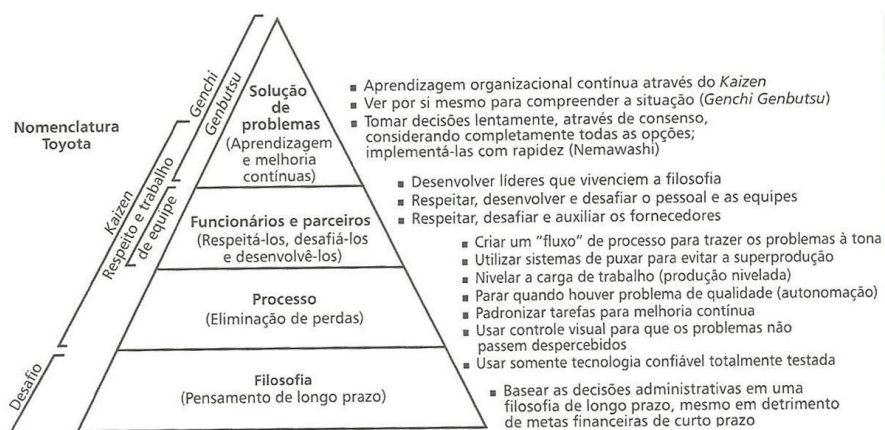 Nomenclatura
Toyota
Genchi
Genbutsu
Kaizen
Respeito e trabalho
de equipe
Desafio
Solução
de
problemas
(Aprendizagem
e melhoria
contínuas)
Funcionários e parceiros
(Respeitá-los, desafiá-los
e desenvolvê-los)
Processo
(Eliminação de perdas)
Filosofia
(Pensamento de longo prazo)
■ Aprendizagem organizacional contínua através do Kaizen
■ Ver por si mesmo para compreender a situação (Genchi Genbutsu)
■ Tomar decisões lentamente, através de consenso,
considerando completamente todas as opções;
implementá-las com rapidez (Nemawashi)
■ Desenvolver líderes que vivenciem a filosofia
■ Respeitar, desenvolver e desafiar o pessoal e as equipes
■ Respeitar, desafiar e auxiliar os fornecedores
■ Criar um "fluxo" de processo para trazer os problemas à tona
■ Utilizar sistemas de puxar para evitar a superprodução
■ Nivelar a carga de trabalho (produção nivelada)
■ Parar quando houver problema de qualidade (autonomação)
■ Padronizar tarefas para melhoria contínua
■ Usar controle visual para que os problemas não
passem despercebidos
■ Usar somente tecnologia confiável totalmente testada
■ Basear as decisões administrativas em uma
filosofia de longo prazo, mesmo em detrimento
de metas financeiras de curto prazo